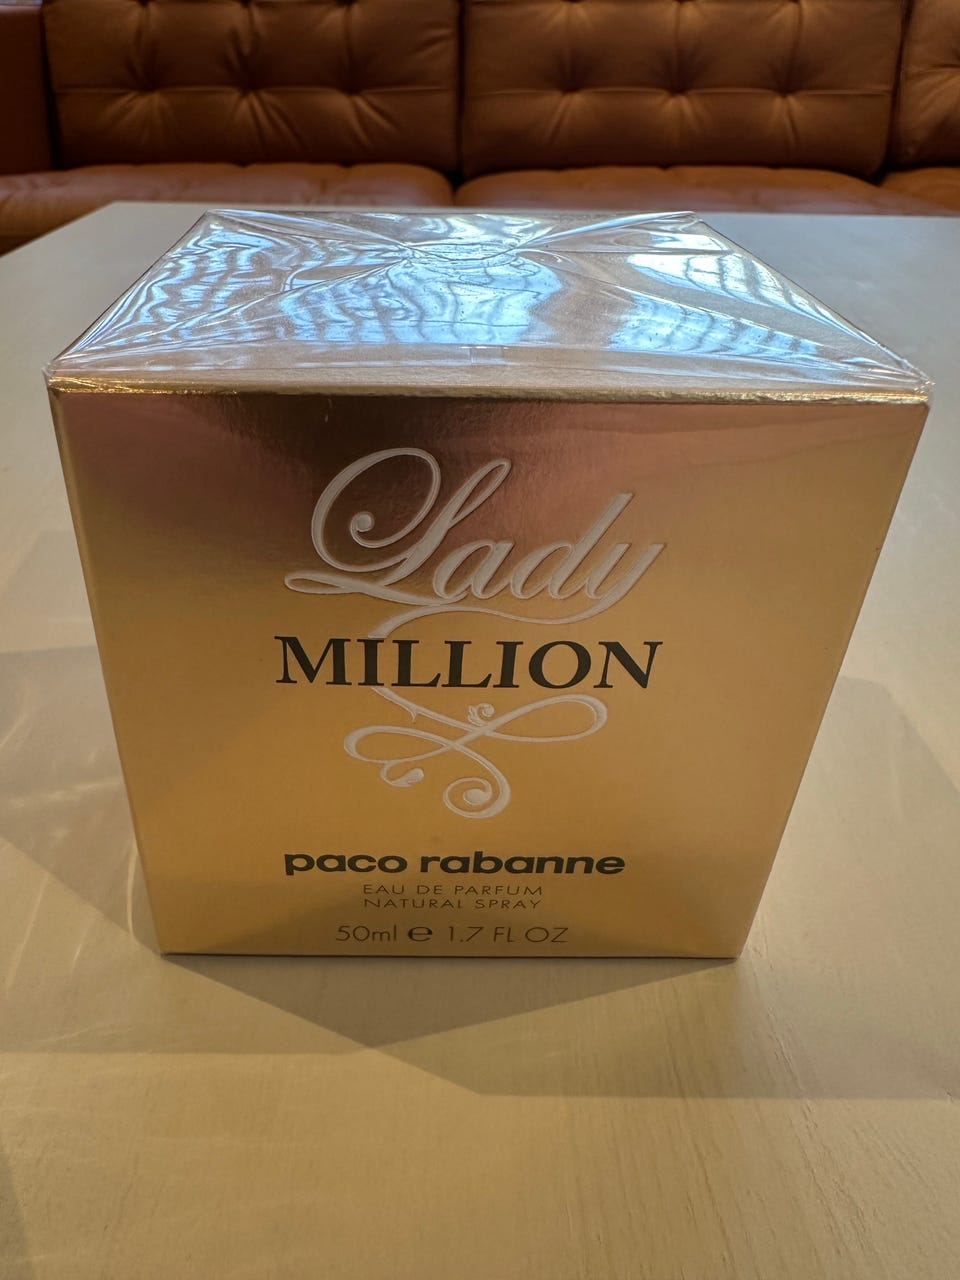 Lady
MILLION
paco rabanne
EAU DE PARFUM
NATURAL SPRAY
50ml e 1.7 FL OZ